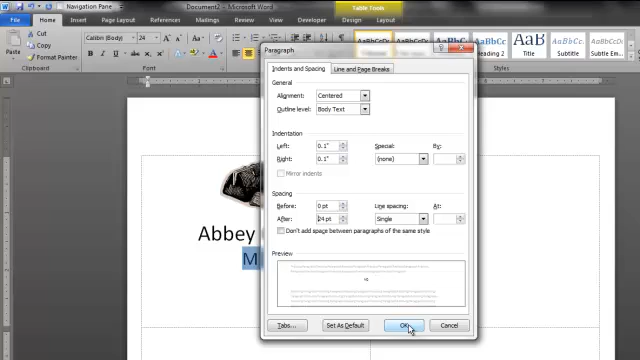 Navigation Pane
Document2 - Microsoft Word
Table Tools
File
Home
Insert
Page Layout
References
Mailings
Review
View
Developer
Design
Layout
Paste
Cut
Copy
Format Painter
Clipboard
Calibri (Body)
24
B I U
AaBbCcDc
AaB
Subtitle
Title
Subtle Em...
Styles
Paragraph
Indents and Spacing
Line and Page Breaks
General
Alignment:
Centered
Outline level:
Body Text
Indentation
Left:
0.1"
Special:
By:
Right:
0.1"
(none)
Mirror indents
Spacing
Before:
0 pt
Line spacing:
At:
After:
24 pt
Single
Don't add space between paragraphs of the same style
Preview
Tabs...
Set As Default
OK
Cancel
Abbey
M